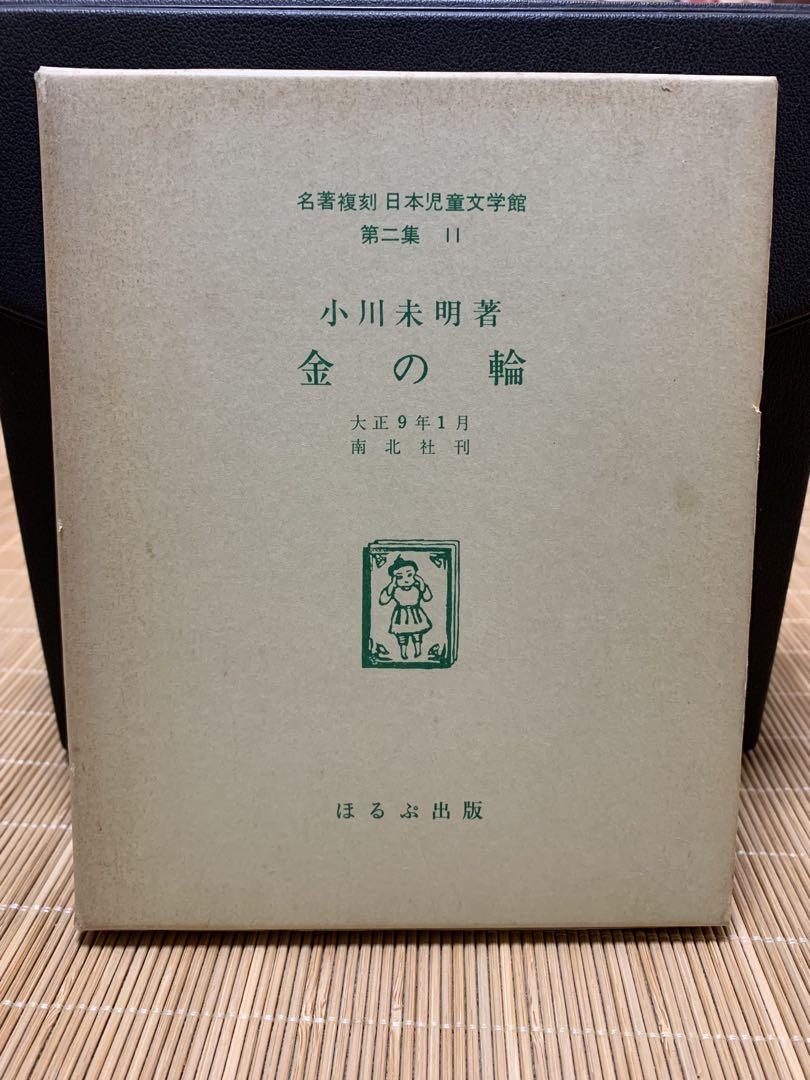 名著複刻 日本児童文学館
第二集 11
小川未明著
金の輪
大正9年1月
南北社刊
ほるぷ出版